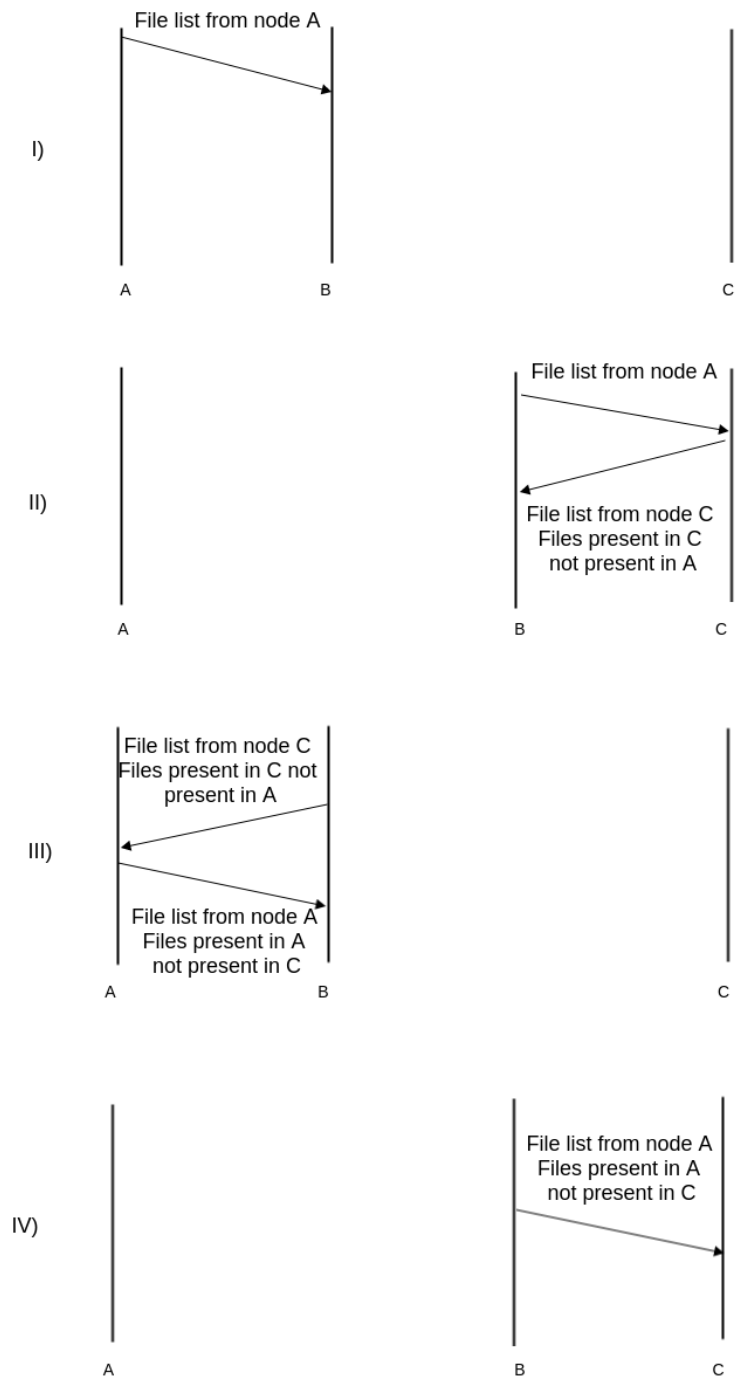 File list from node A
I)
A
B
C
File list from node A
II)
File list from node C
Files present in C
not present in A
A
B
C
File list from node C
Files present in C not
present in A
III)
File list from node A
Files present in A
not present in C
A
B
C
File list from node A
Files present in A
not present in C
IV)
A
B
C